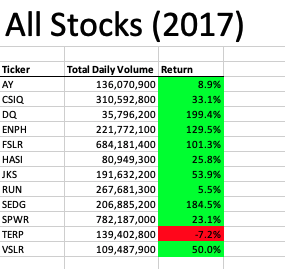 All Stocks (2017)
Ticker Total Daily Volume Return
AY 136,070,900 8.9%
CSIQ 310,592,800 33.1%
DQ 35,796,200 199.4%
ENPH 221,772,100 129.5%
FSLR 684,181,400 101.3%
HASI 80,949,300 25.8%
JKS 191,632,200 53.9%
RUN 267,681,300 5.5%
SEDG 206,885,200 184.5%
SPWR 782,187,000 23.1%
TERP 139,402,800 -7.2%
VSLR 109,487,900 50.0%